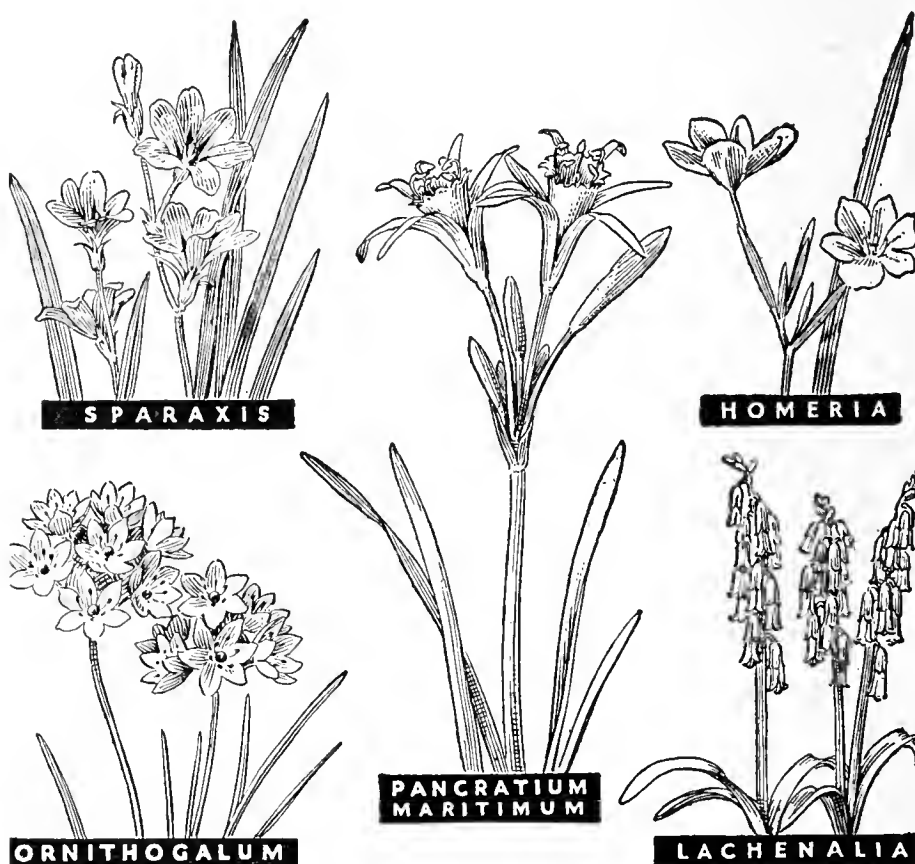 SPARAXIS
HOMERIA
PANCRATIUM
MARITIMUM
ORNITHOGALUM
LACHENALIA